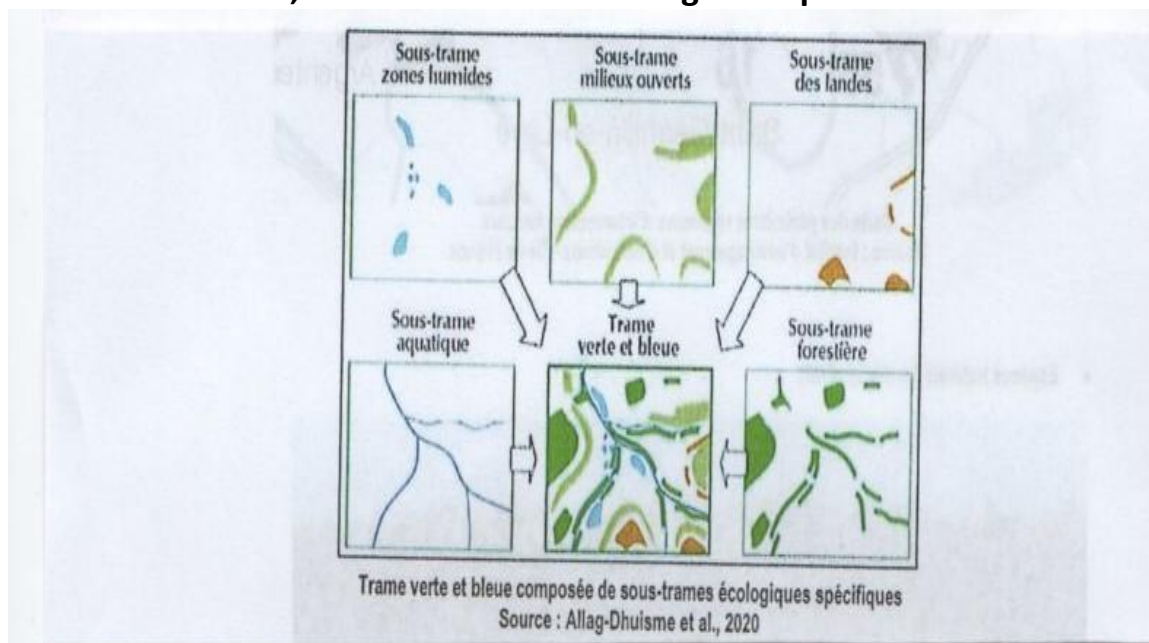 Sous-trame
zones humides
Sous-trame
milieux ouverts
Sous-trame
des landes
Sous-trame
aquatique
Trame
verte et bleue
Sous-trame
forestière
Trame verte et bleue composée de sous-trames écologiques spécifiques
Source : Allag-Dhuisme et al., 2020